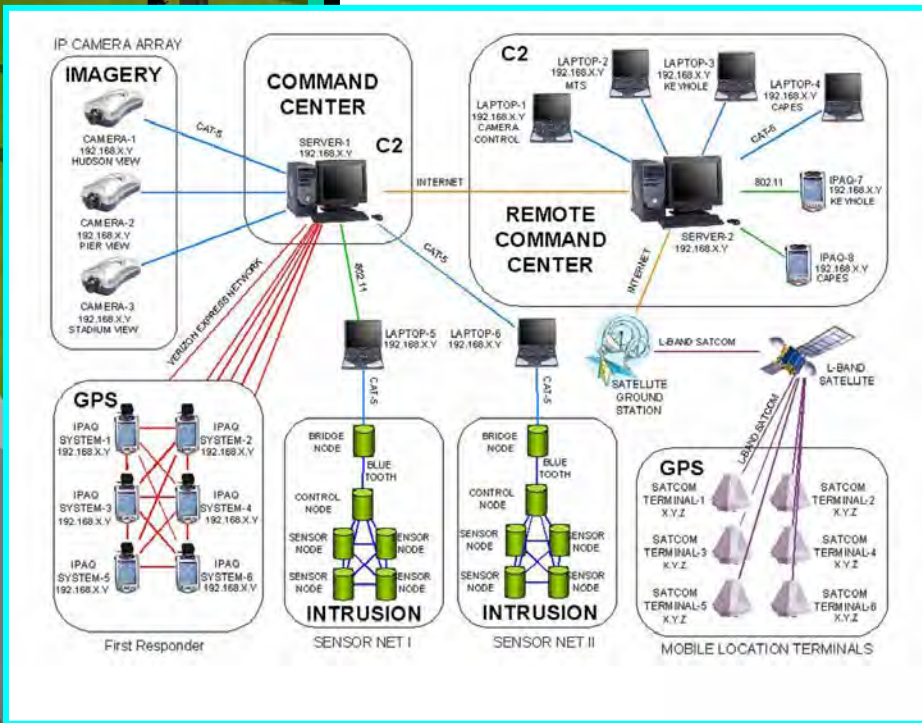 IP CAMERA ARRAY
IMAGERY
CAMERA-1
192.168.X.Y
HUDSON VIEW
CAMERA-2
192.168.X.Y
PIER VIEW
CAMERA-3
192.168.X.Y
STADIUM VIEW
CAT-5
COMMAND
CENTER
SERVER-1
192.168.X.Y
C2
INTERNET
C2
LAPTOP-1
192.168.X.Y
CAMERA
CONTROL
LAPTOP-2
192.168.X.Y
MTS
LAPTOP-3
192.168.X.Y
KEYHOLE
LAPTOP-4
192.168.X.Y
CAPES
CAT-5
802.11
IPAQ-7
192.168.X.Y
KEYHOLE
IPAQ-8
192.168.X.Y
CAPES
REMOTE
COMMAND
CENTER
SERVER-2
192.168.X.Y
INTERNET
VERIZON EXPRESS NETWORK
802.11
CAT-5
LAPTOP-5
192.168.X.Y
LAPTOP-6
192.168.X.Y
SATELLITE
GROUND
STATION
L-BAND SATCOM
L-BAND
SATELLITE
L-BAND SATCOM
GPS
IPAQ
SYSTEM-1
192.168.X.Y
IPAQ
SYSTEM-2
192.168.X.Y
IPAQ
SYSTEM-3
192.168.X.Y
IPAQ
SYSTEM-4
192.168.X.Y
IPAQ
SYSTEM-5
192.168.X.Y
IPAQ
SYSTEM-6
192.168.X.Y
First Responder
CAT-5
BRIDGE
NODE
BLUE
TOOTH
CONTROL
NODE
SENSOR
NODE
SENSOR
NODE
SENSOR
NODE
SENSOR
NODE
INTRUSION
SENSOR NET I
CAT-5
BRIDGE
NODE
BLUE
TOOTH
CONTROL
NODE
SENSOR
NODE
SENSOR
NODE
SENSOR
NODE
SENSOR
NODE
INTRUSION
SENSOR NET II
GPS
SATCOM
TERMINAL-1
X.Y.Z
SATCOM
TERMINAL-2
X.Y.Z
SATCOM
TERMINAL-3
X.Y.Z
SATCOM
TERMINAL-4
X.Y.Z
SATCOM
TERMINAL-5
X.Y.Z
SATCOM
TERMINAL-6
X.Y.Z
MOBILE LOCATION TERMINALS